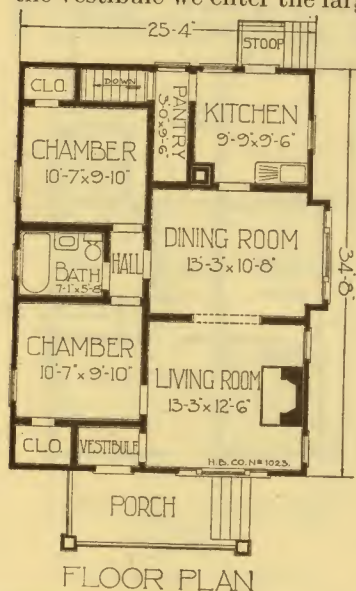 the vestibule we enter the larg
25-4"
STOOP
CLO.
DOWN
PANTRY
3'-0"x9'-6"
KITCHEN
9'-9"x9'-6"
CHAMBER
10'-7"x9'-10"
DINING ROOM
13'-3"x10'-8"
34'-8"
HALL
BATH
7'-1"x5'-8"
CHAMBER
10'-7"x9'-10"
LIVING ROOM
13'-3"x12'-6"
CLO.
VESTIBULE
H.B. CO. No 1023.
PORCH
FLOOR PLAN